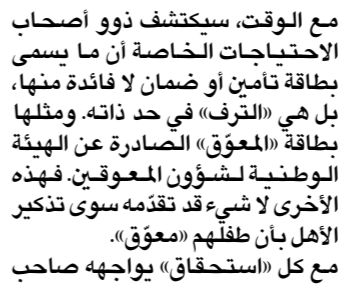 مع الوقت، سيكتشف ذوو أصحاب
الاحتياجات الخاصة أن ما يسمى
بطاقة تأمين أو ضمان لا فائدة منها،
بل هي «الترف» في حد ذاته. ومثلها
بطاقة «المعوّق» الصادرة عن الهيئة
الوطنية لشؤون المعوقين. فهذه
الأخرى لا شيء قد تقدّمه سوى تذكير
الأهل بأن طفلهم «معوّق».
مع كل «استحقاق» يواجهه صاحب